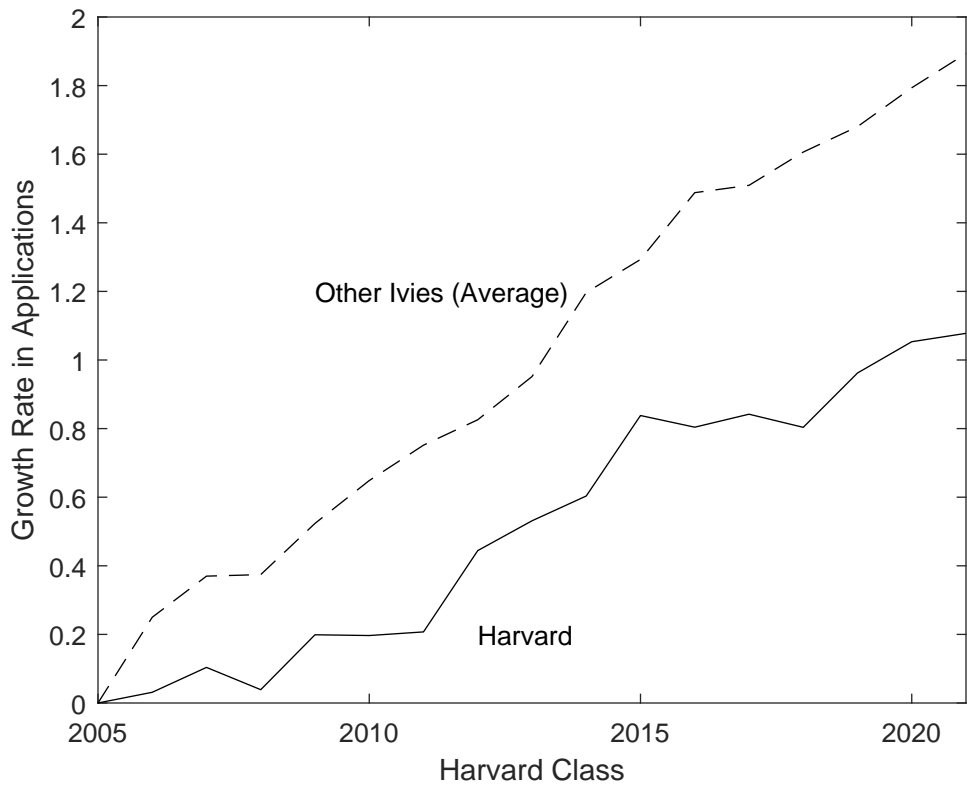 2
1.8
1.6
1.4
1.2
1
0.8
0.6
0.4
0.2
0
Growth Rate in Applications
Other Ivies (Average)
Harvard
2005 2010 2015 2020
Harvard Class